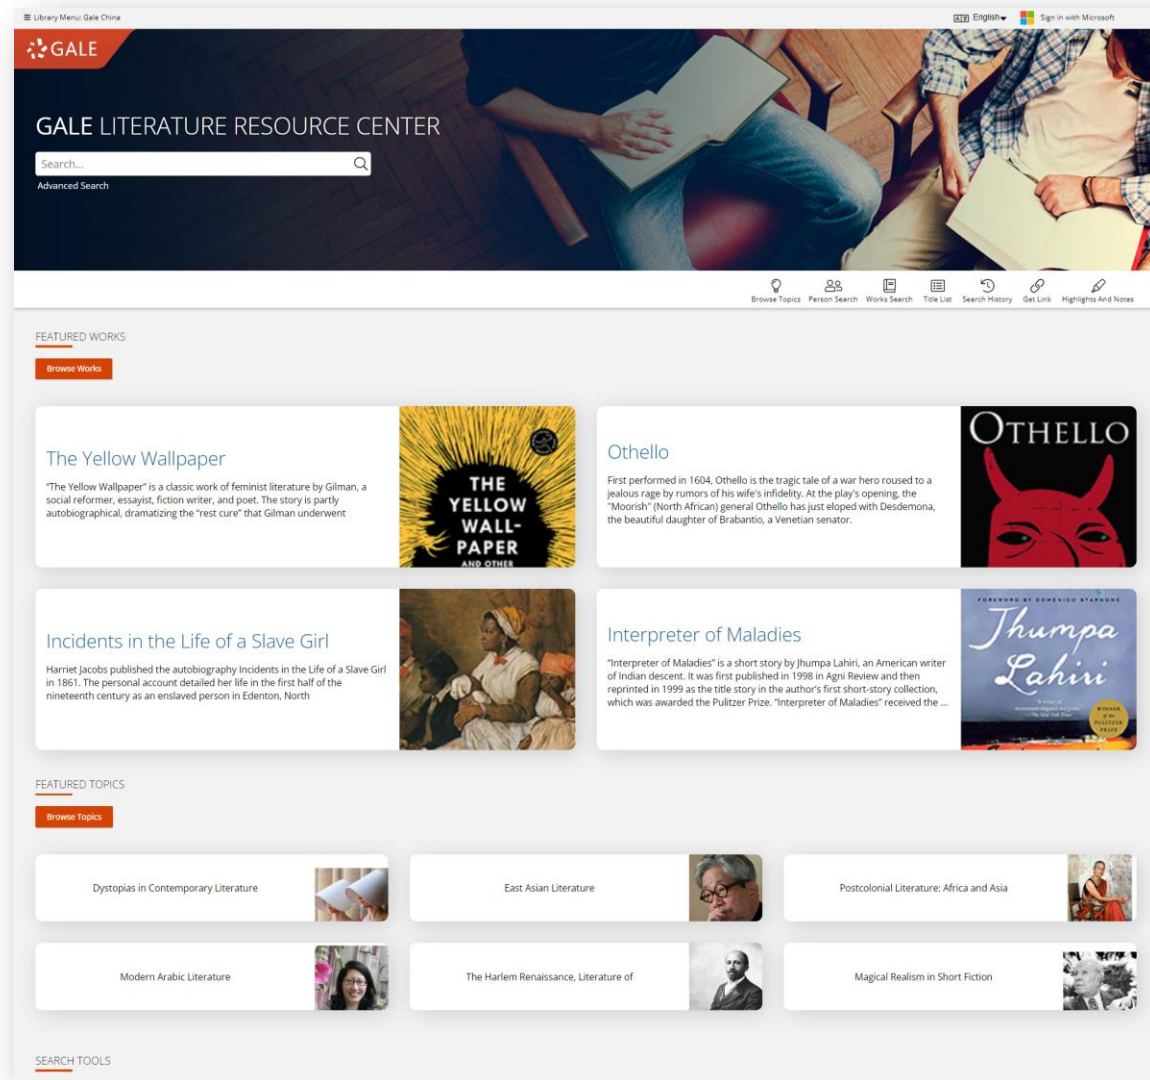 Library Menu: Gale China
English
Sign in with Microsoft
GALE
GALE LITERATURE RESOURCE CENTER
Search...
Advanced Search
Browse Topics
Person Search
Works Search
Title List
Search History
Get Link
Highlights And Notes
FEATURED WORKS
Browse Works
The Yellow Wallpaper
"The Yellow Wallpaper" is a classic work of feminist literature by Gilman, a
social reformer, essayist, fiction writer, and poet. The story is partly
autobiographical, dramatizing the "rest cure" that Gilman underwent
THE
YELLOW
WALL-
PAPER
AND OTHER
Othello
First performed in 1604, Othello is the tragic tale of a war hero roused to a
jealous rage by rumors of his wife's infidelity. At the play's opening, the
"Moorish" (North African) general Othello has just eloped with Desdemona,
the beautiful daughter of Brabantio, a Venetian senator.
OTHELLO
Incidents in the Life of a Slave Girl
Harriet Jacobs published the autobiography Incidents in the Life of a Slave Girl
in 1861. The personal account detailed her life in the first half of the
nineteenth century as an enslaved person in Edenton, North
Interpreter of Maladies
"Interpreter of Maladies" is a short story by Jhumpa Lahiri, an American writer
of Indian descent. It was first published in 1998 in Agni Review and then
reprinted in 1999 as the title story in the author's first short-story collection,
which was awarded the Pulitzer Prize. "Interpreter of Maladies" received the ...
FOREWORD BY DOMENICO STARNONE
Jhumpa
Lahiri
WINNER
of the
PULITZER
PRIZE
FEATURED TOPICS
Browse Topics
Dystopias in Contemporary Literature
East Asian Literature
Postcolonial Literature: Africa and Asia
Modern Arabic Literature
The Harlem Renaissance, Literature of
Magical Realism in Short Fiction
SEARCH TOOLS